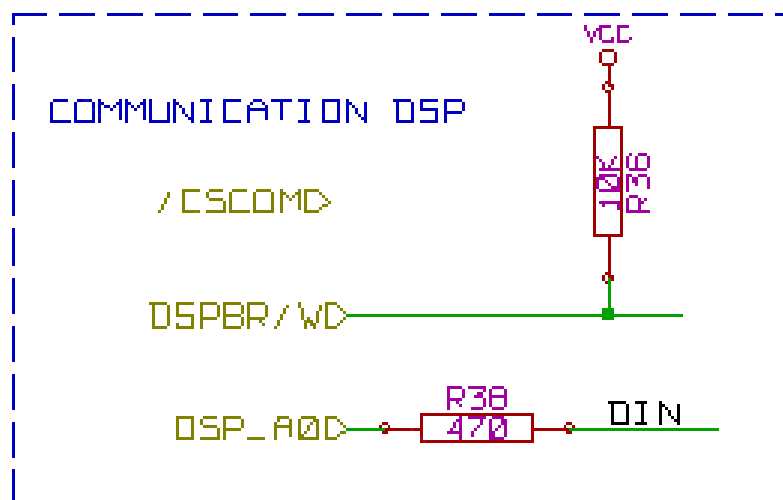 VCC
COMMUNICATION DSP
10K
R36
/CSCOM
DSPBR/W
R38
DSP_A0
470
DIN